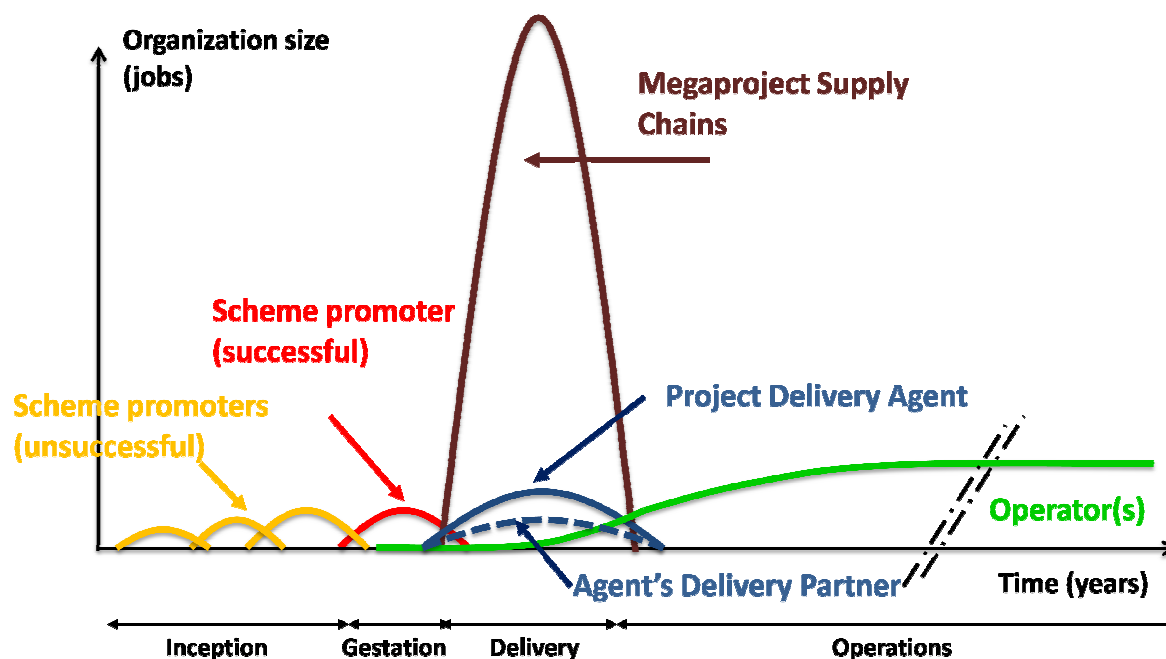 Organization size
(jobs)
Megaproject Supply
Chains
Scheme promoter
(successful)
Scheme promoters
(unsuccessful)
Project Delivery Agent
Operator(s)
Agent's Delivery Partner
Time (years)
Inception
Gestation
Delivery
Operations